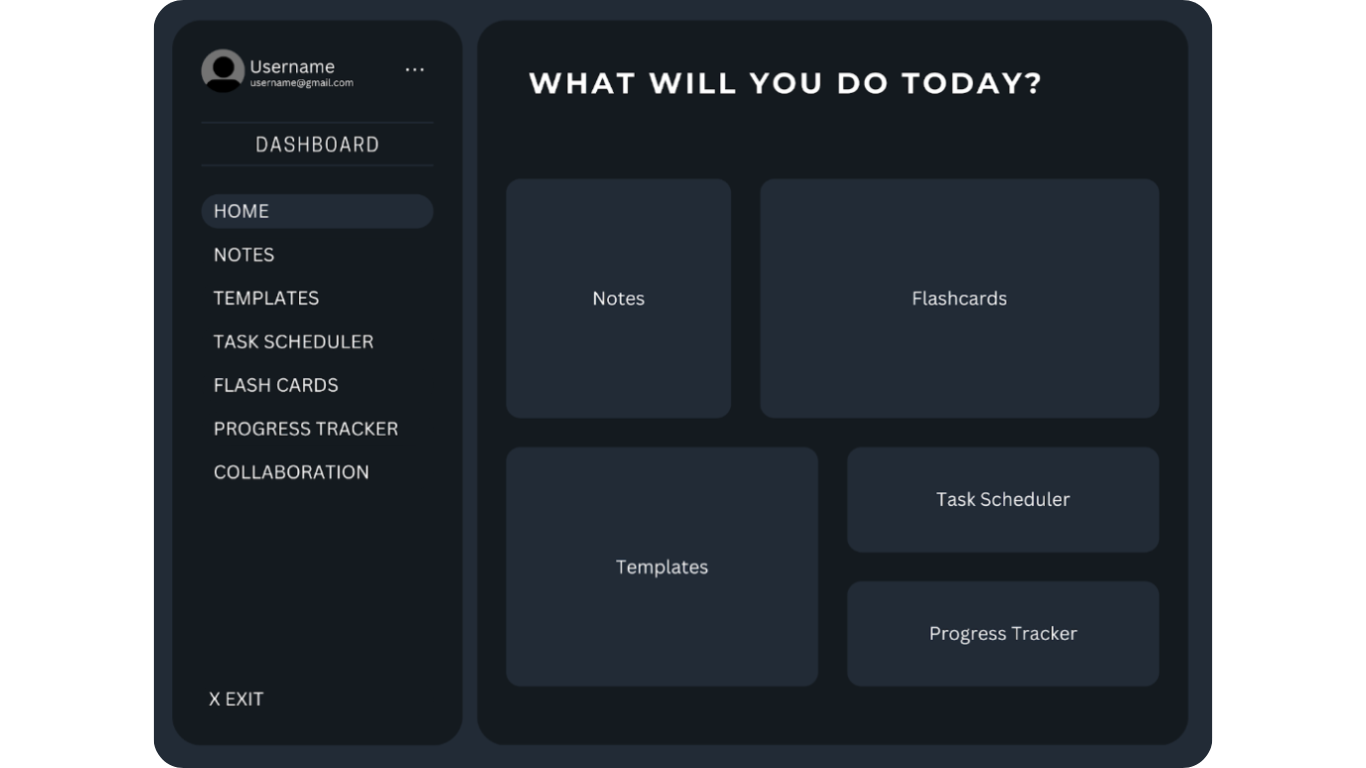 Username
...
username@gmail.com
DASHBOARD
HOME
NOTES
TEMPLATES
TASK SCHEDULER
FLASH CARDS
PROGRESS TRACKER
COLLABORATION
X EXIT
WHAT WILL YOU DO TODAY?
Notes
Flashcards
Templates
Task Scheduler
Progress Tracker